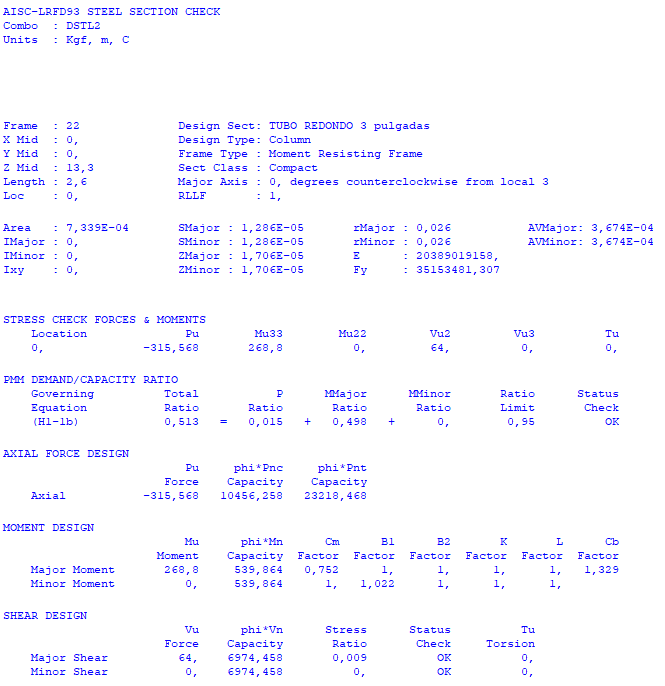 AISC-LRFD93 STEEL SECTION CHECK
Combo  : DSTL2
Units  : Kgf, m, C
Frame  : 22  Design Sect: TUBO REDONDO 3 pulgadas
X Mid  : 0,  Design Type: Column
Y Mid  : 0,  Frame Type : Moment Resisting Frame
Z Mid  : 13,3  Sect Class : Compact
Length : 2,6  Major Axis : 0, degrees counterclockwise from local 3
Loc    : 0,  RLLF       : 1,
Area   : 7,339E-04  SMajor : 1,286E-05  rMajor : 0,026  AVMajor: 3,674E-04
IMajor : 0,  SMinor : 1,286E-05  rMinor : 0,026  AVMinor: 3,674E-04
IMinor : 0,  ZMajor : 1,706E-05  E      : 20389019158,
Ixy    : 0,  ZMinor : 1,706E-05  Fy     : 35153481,307
STRESS CHECK FORCES & MOMENTS
Location  Pu  Mu33  Mu22  Vu2  Vu3  Tu
0,  -315,568  268,8  0,  64,  0,  0,
PMM DEMAND/CAPACITY RATIO
Governing  Total  P  MMajor  MMinor  Ratio  Status
Equation  Ratio  Ratio  Ratio  Ratio  Limit  Check
(H1-1b)  0,513  =  0,015  +  0,498  +  0,  0,95  OK
AXIAL FORCE DESIGN
Pu  phi*Pnc  phi*Pnt
Force  Capacity  Capacity
Axial  -315,568  10456,258  23218,468
MOMENT DESIGN
Mu  phi*Mn  Cm  B1  B2  K  L  Cb
Moment  Capacity  Factor  Factor  Factor  Factor  Factor  Factor
Major Moment  268,8  539,864  0,752  1,  1,  1,  1,  1,329
Minor Moment  0,  539,864  1,  1,022  1,  1,  1,
SHEAR DESIGN
Vu  phi*Vn  Stress  Status  Tu
Force  Capacity  Ratio  Check  Torsion
Major Shear  64,  6974,458  0,009  OK  0,
Minor Shear  0,  6974,458  0,  OK  0,